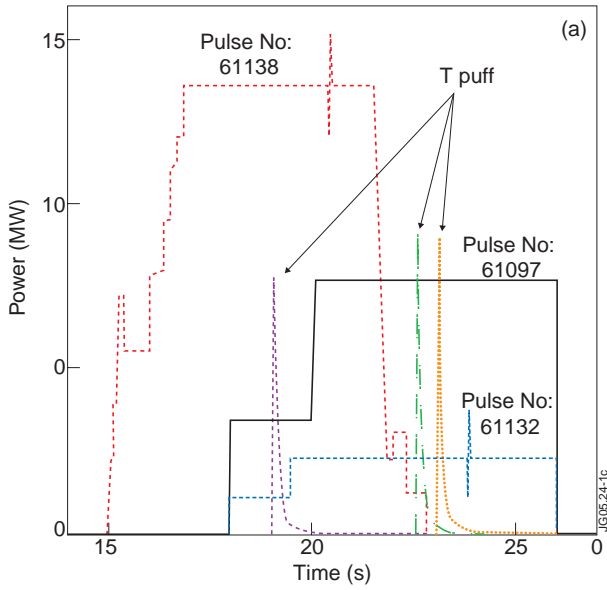 (a)
15
Pulse No:
61138
T puff
10
Pulse No:
61097
Power (MW)
0
Pulse No:
61132
0
15
20
25
0
Time (s)
JG05.24-1c